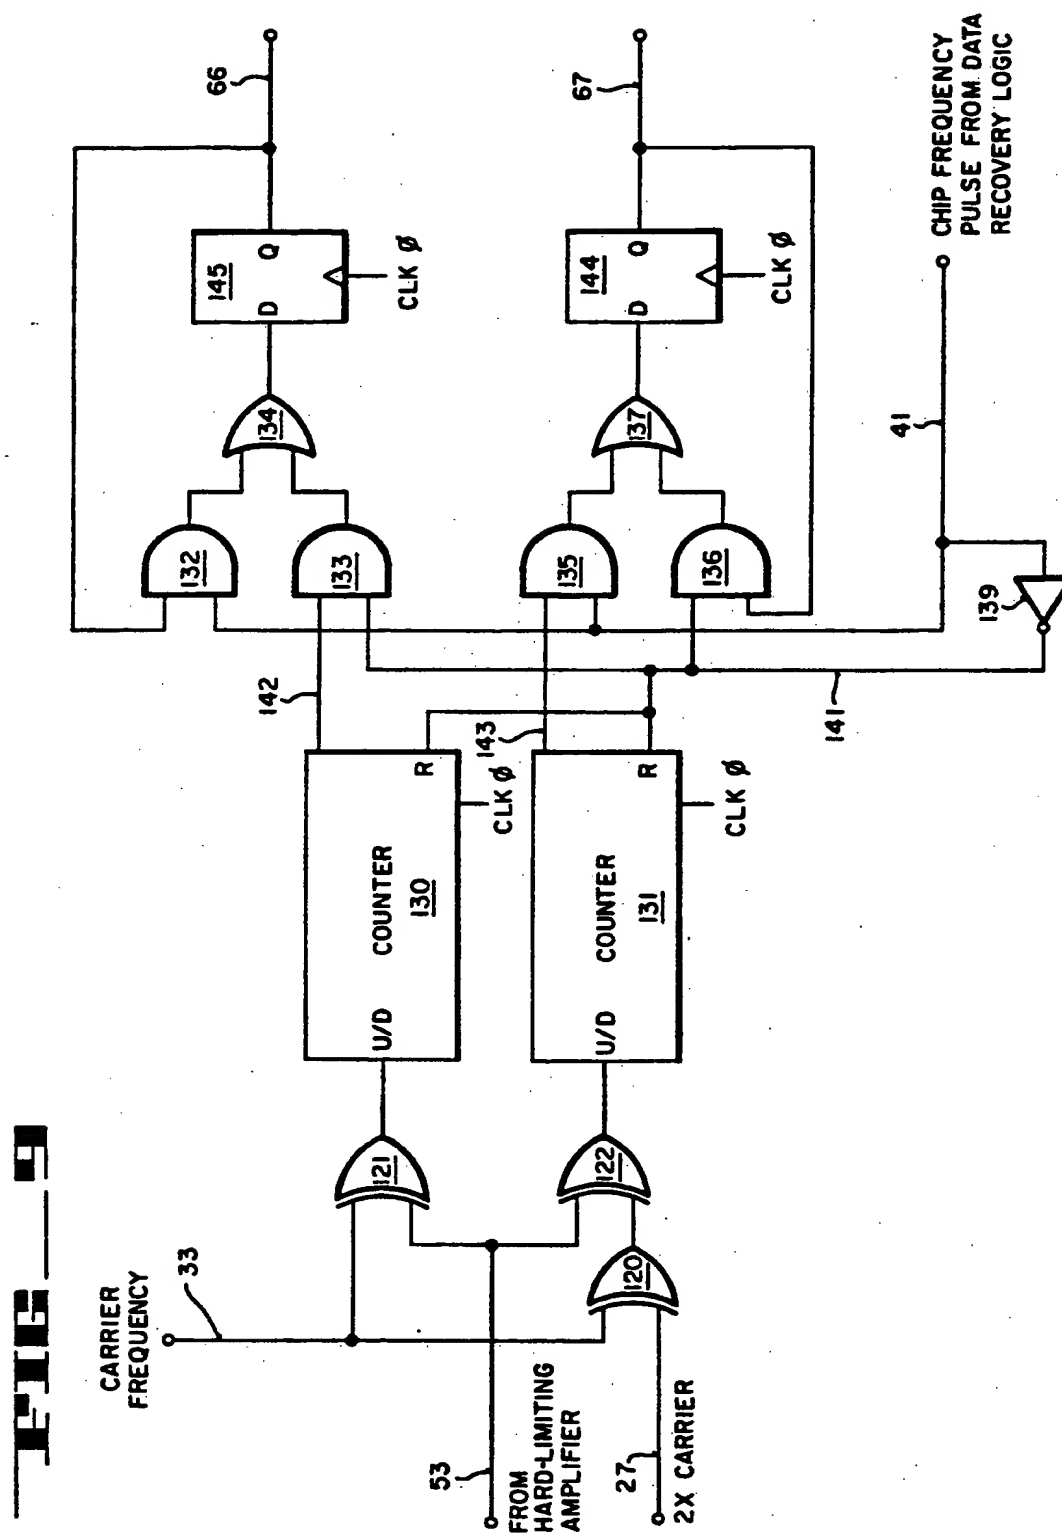 FIG_9
CARRIER
FREQUENCY
33
53
FROM
HARD-LIMITING
AMPLIFIER
27
2X CARRIER
121
122
120
U/D
COUNTER
130
R
CLK Ø
U/D
COUNTER
131
R
CLK Ø
142
143
141
132
133
135
136
139
134
137
145
D
Q
CLK Ø
144
D
Q
CLK Ø
66
67
41
CHIP FREQUENCY
PULSE FROM DATA
RECOVERY LOGIC